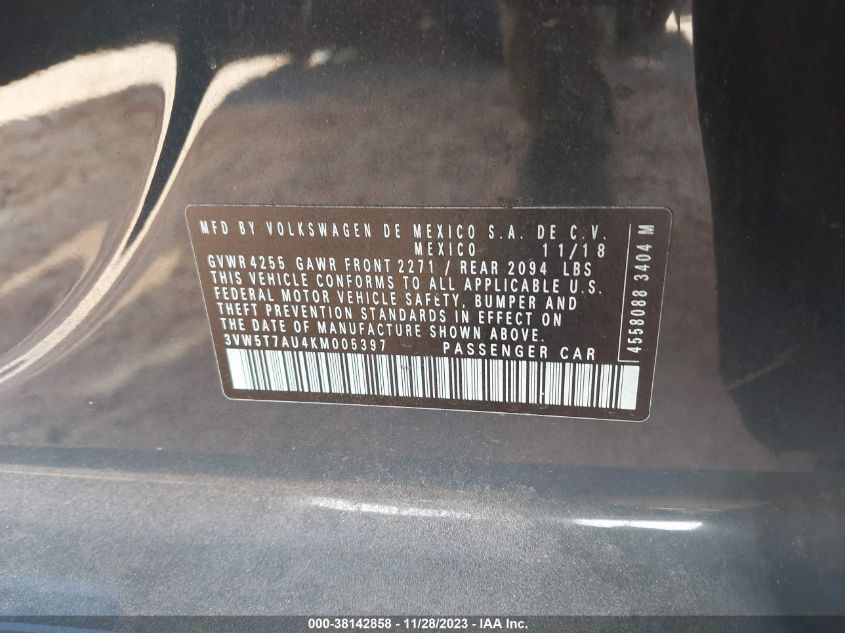 MFD BY VOLKSWAGEN DE MEXICO S.A. DE C.V.
MEXICO 11/18
GVWR 4255 GAWR FRONT 2271 / REAR 2094 LBS
THIS VEHICLE CONFORMS TO ALL APPLICABLE U.S.
FEDERAL MOTOR VEHICLE SAFETY, BUMPER AND
THEFT PREVENTION STANDARDS IN EFFECT ON
THE DATE OF MANUFACTURE SHOWN ABOVE.
3VW5T7AU4KM005397 PASSENGER CAR
4558088 3404 M
000-38142858 - 11/28/2023 - IAA Inc.